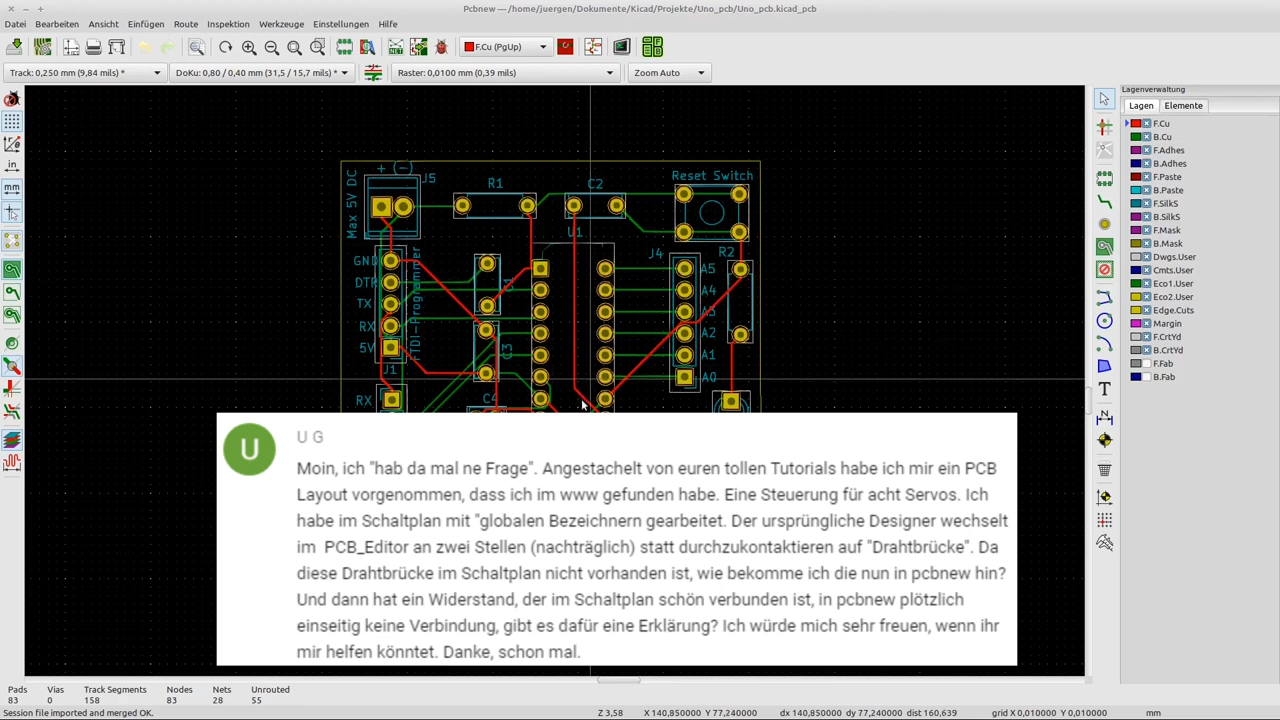 Pcbnew — /home/juergen/Dokumente/Kicad/Projekte/Uno_pcb/Uno_pcb.kicad_pcb
Datei Bearbeiten Ansicht Einfügen Route Inspektion Werkzeuge Einstellungen Hilfe
F.Cu (PgUp)
Track: 0,250 mm (9,84 mils) * DoKu: 0,80 / 0,40 mm (31,5 / 15,7 mils) * Raster: 0,0100 mm (0,39 mils) Zoom Auto
Lagenverwaltung
Lagen Elemente
F.Cu
B.Cu
F.Adhes
B.Adhes
F.Paste
B.Paste
F.SilkS
B.SilkS
F.Mask
B.Mask
Dwgs.User
Cmts.User
Eco1.User
Eco2.User
Edge.Cuts
Margin
F.CrtYd
B.CrtYd
F.Fab
B.Fab
in
mm
+ (-)
Max 5V DC
J5
R1
C2
Reset Switch
U1
J4
R2
GND
DTR
TX
RX
5V
FTDI-Programmer
J1
C3
C4
RX
A5
A4
A3
A2
A1
A0
U
U G
Moin, ich "hab da mal ne Frage". Angestachelt von euren tollen Tutorials habe ich mir ein PCB
Layout vorgenommen, dass ich im www gefunden habe. Eine Steuerung für acht Servos. Ich
habe im Schaltplan mit "globalen Bezeichnern gearbeitet. Der ursprüngliche Designer wechselt
im PCB_Editor an zwei Stellen (nachträglich) statt durchzukontaktieren auf "Drahtbrücke". Da
diese Drahtbrücke im Schaltplan nicht vorhanden ist, wie bekomme ich die nun in pcbnew hin?
Und dann hat ein Widerstand, der im Schaltplan schön verbunden ist, in pcbnew plötzlich
einseitig keine Verbindung, gibt es dafür eine Erklärung? Ich würde mich sehr freuen, wenn ihr
mir helfen könntet. Danke, schon mal.
Pads Vias Track Segments Nodes Nets Unrouted
83 0 158 83 28 55
Session file imported and merged OK. Z 3,58 X 140,850000 Y 77,240000 dx 140,850000 dy 77,240000 dist 160,639 grid X 0,010000 Y 0,010000 mm